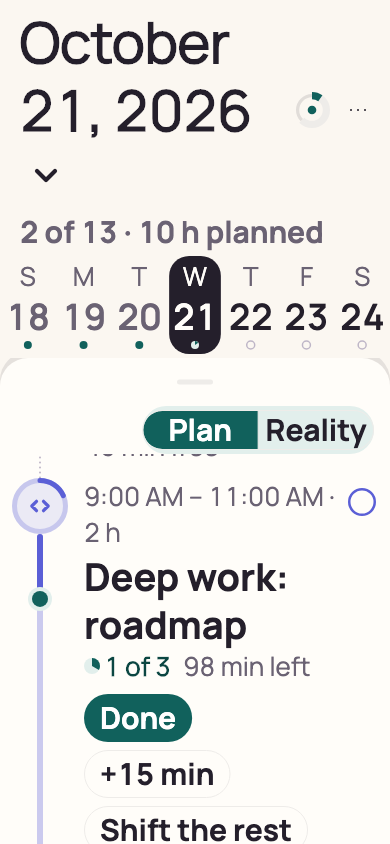 October
21, 2026
...
2 of 13 · 10 h planned
S M T W T F S
18 19 20 21 22 23 24
Plan Reality
9:00 AM – 11:00 AM ·
2 h
Deep work:
roadmap
1 of 3 98 min left
Done
+15 min
Shift the rest